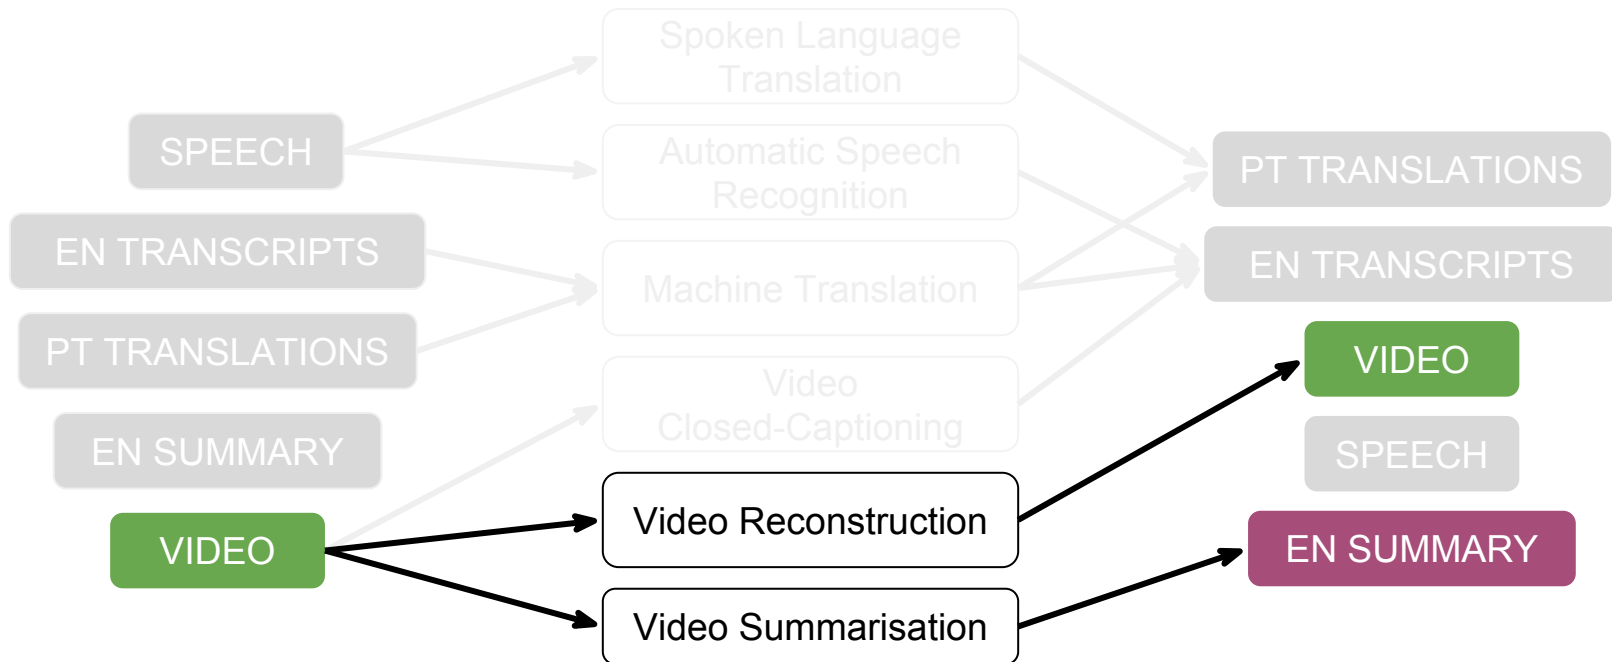 SPEECH
EN TRANSCRIPTS
PT TRANSLATIONS
EN SUMMARY
VIDEO
Spoken Language
Translation
Automatic Speech
Recognition
Machine Translation
Video
Closed-Captioning
Video Reconstruction
Video Summarisation
PT TRANSLATIONS
EN TRANSCRIPTS
VIDEO
SPEECH
EN SUMMARY